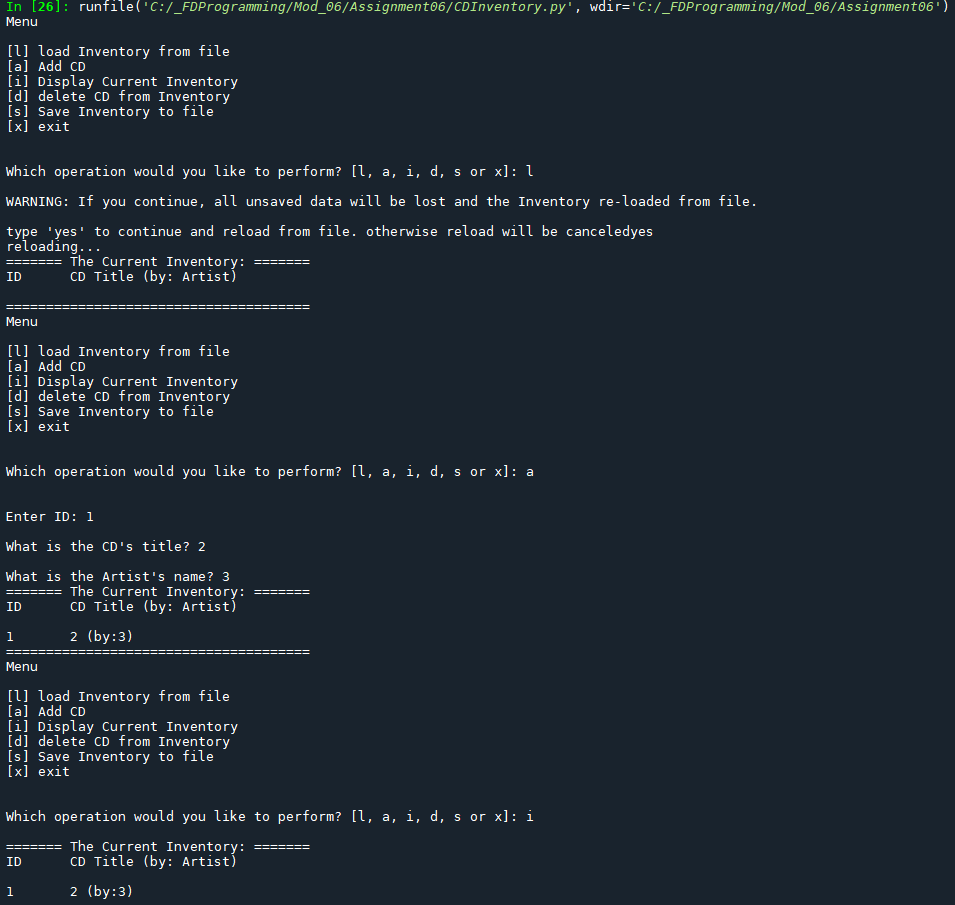 In [26]: runfile('C:/_FDProgramming/Mod_06/Assignment06/CDInventory.py', wdir='C:/_FDProgramming/Mod_06/Assignment06')
Menu
[l] load Inventory from file
[a] Add CD
[i] Display Current Inventory
[d] delete CD from Inventory
[s] Save Inventory to file
[x] exit
Which operation would you like to perform? [l, a, i, d, s or x]: l
WARNING: If you continue, all unsaved data will be lost and the Inventory re-loaded from file.
type 'yes' to continue and reload from file. otherwise reload will be canceledyes
reloading...
======= The Current Inventory: =======
ID      CD Title (by: Artist)
======================================
Menu
[l] load Inventory from file
[a] Add CD
[i] Display Current Inventory
[d] delete CD from Inventory
[s] Save Inventory to file
[x] exit
Which operation would you like to perform? [l, a, i, d, s or x]: a
Enter ID: 1
What is the CD's title? 2
What is the Artist's name? 3
======= The Current Inventory: =======
ID      CD Title (by: Artist)
1       2 (by:3)
======================================
Menu
[l] load Inventory from file
[a] Add CD
[i] Display Current Inventory
[d] delete CD from Inventory
[s] Save Inventory to file
[x] exit
Which operation would you like to perform? [l, a, i, d, s or x]: i
======= The Current Inventory: =======
ID      CD Title (by: Artist)
1       2 (by:3)